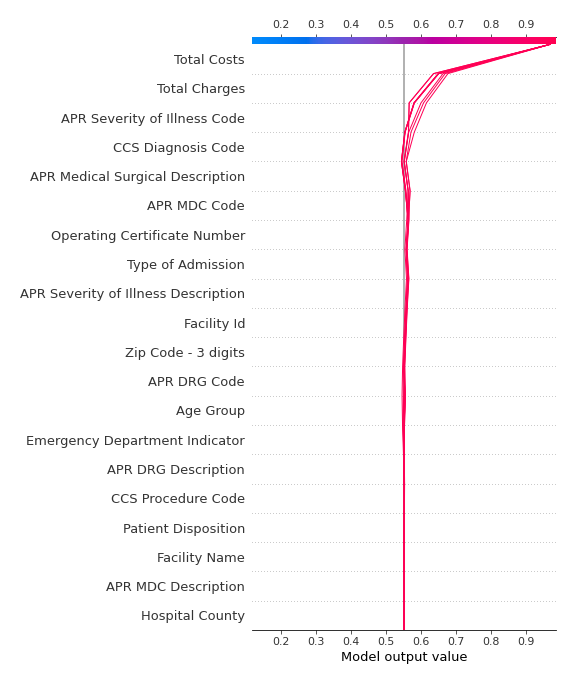 0.2 0.3 0.4 0.5 0.6 0.7 0.8 0.9
Total Costs
Total Charges
APR Severity of Illness Code
CCS Diagnosis Code
APR Medical Surgical Description
APR MDC Code
Operating Certificate Number
Type of Admission
APR Severity of Illness Description
Facility Id
Zip Code - 3 digits
APR DRG Code
Age Group
Emergency Department Indicator
APR DRG Description
CCS Procedure Code
Patient Disposition
Facility Name
APR MDC Description
Hospital County
0.2 0.3 0.4 0.5 0.6 0.7 0.8 0.9
Model output value